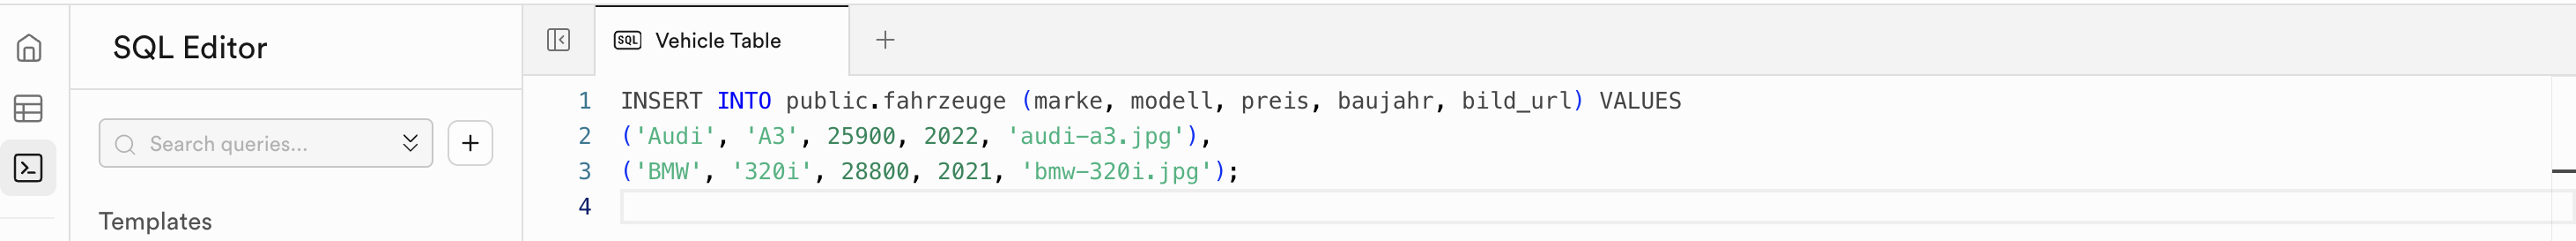 SQL Editor
SQL Vehicle Table
Search queries...
Templates
1 INSERT INTO public.fahrzeuge (marke, modell, preis, baujahr, bild_url) VALUES
2 ('Audi', 'A3', 25900, 2022, 'audi-a3.jpg'),
3 ('BMW', '320i', 28800, 2021, 'bmw-320i.jpg');
4